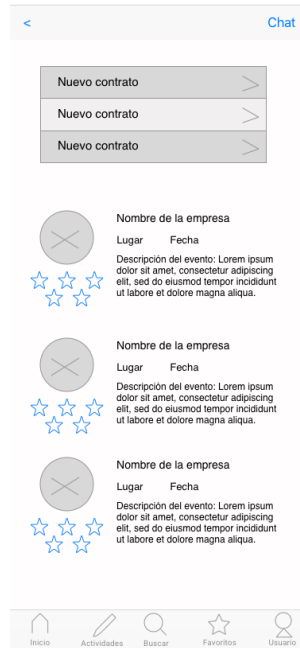 < Chat
Nuevo contrato
Nuevo contrato
Nuevo contrato
Nombre de la empresa
Lugar Fecha
Descripción del evento: Lorem ipsum
dolor sit amet, consectetur adipiscing
elit, sed do eiusmod tempor incididunt
ut labore et dolore magna aliqua.
Nombre de la empresa
Lugar Fecha
Descripción del evento: Lorem ipsum
dolor sit amet, consectetur adipiscing
elit, sed do eiusmod tempor incididunt
ut labore et dolore magna aliqua.
Nombre de la empresa
Lugar Fecha
Descripción del evento: Lorem ipsum
dolor sit amet, consectetur adipiscing
elit, sed do eiusmod tempor incididunt
ut labore et dolore magna aliqua.
Inicio Actividades Buscar Favoritos Usuario